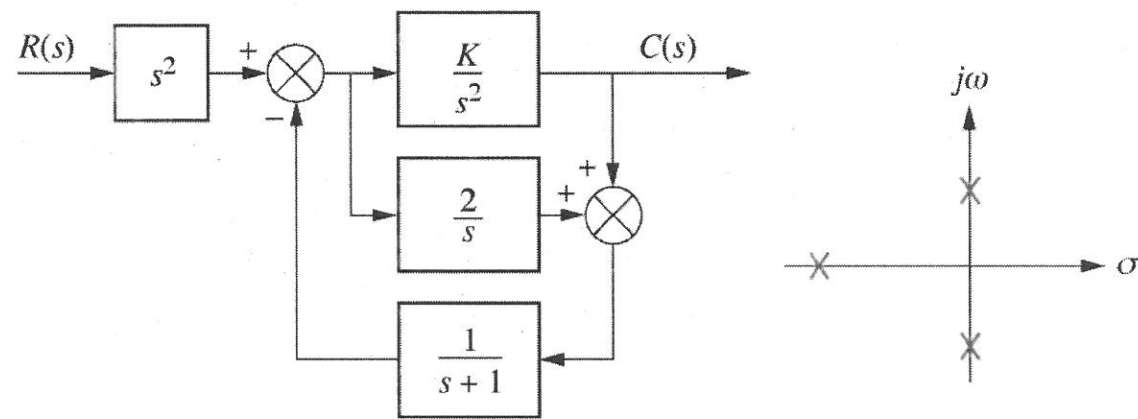 R(s)
s²
+
−
K
s²
C(s)
+
+
2
s
1
s + 1
jω
σ